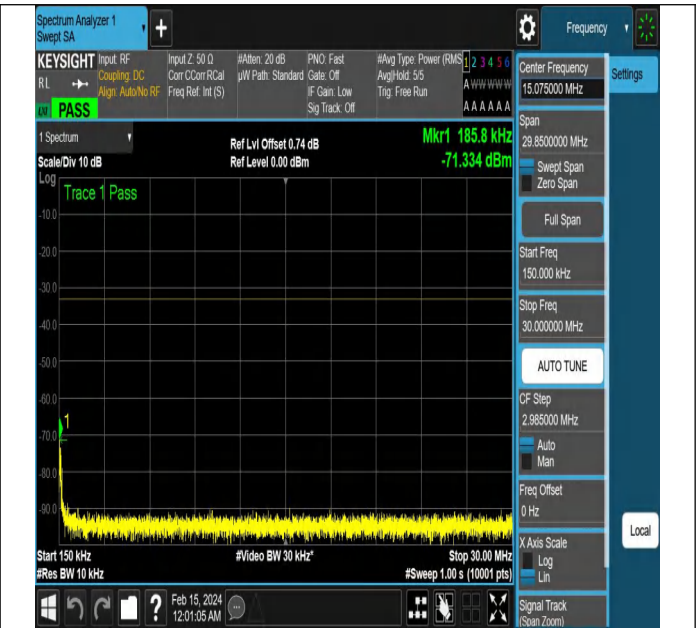 Spectrum Analyzer 1
Swept SA
+
Frequency
KEYSIGHT
RL
PASS
Input: RF
Coupling: DC
Align: Auto/No RF
Input Z: 50 Ω
Corr CCorr RCal
Freq Ref: Int (S)
#Atten: 20 dB
µW Path: Standard
PNO: Fast
Gate: Off
IF Gain: Low
Sig Track: Off
#Avg Type: Power (RMS
Avg|Hold: 5/5
Trig: Free Run
1 2 3 4 5 6
A W W W W W
A A A A A A
1 Spectrum
Scale/Div 10 dB
Ref Lvl Offset 0.74 dB
Ref Level 0.00 dBm
Mkr1 185.8 kHz
-71.334 dBm
Log
Trace 1 Pass
-10.0
-20.0
-30.0
-40.0
-50.0
-60.0
-70.0
-80.0
-90.0
1
Start 150 kHz
#Res BW 10 kHz
#Video BW 30 kHz*
Stop 30.00 MHz
#Sweep 1.00 s (10001 pts)
?
Feb 15, 2024
12:01:05 AM
Center Frequency
15.075000 MHz
Settings
Span
29.8500000 MHz
Swept Span
Zero Span
Full Span
Start Freq
150.000 kHz
Stop Freq
30.000000 MHz
AUTO TUNE
CF Step
2.985000 MHz
Auto
Man
Freq Offset
0 Hz
Local
X Axis Scale
Log
Lin
Signal Track
(Span Zoom)